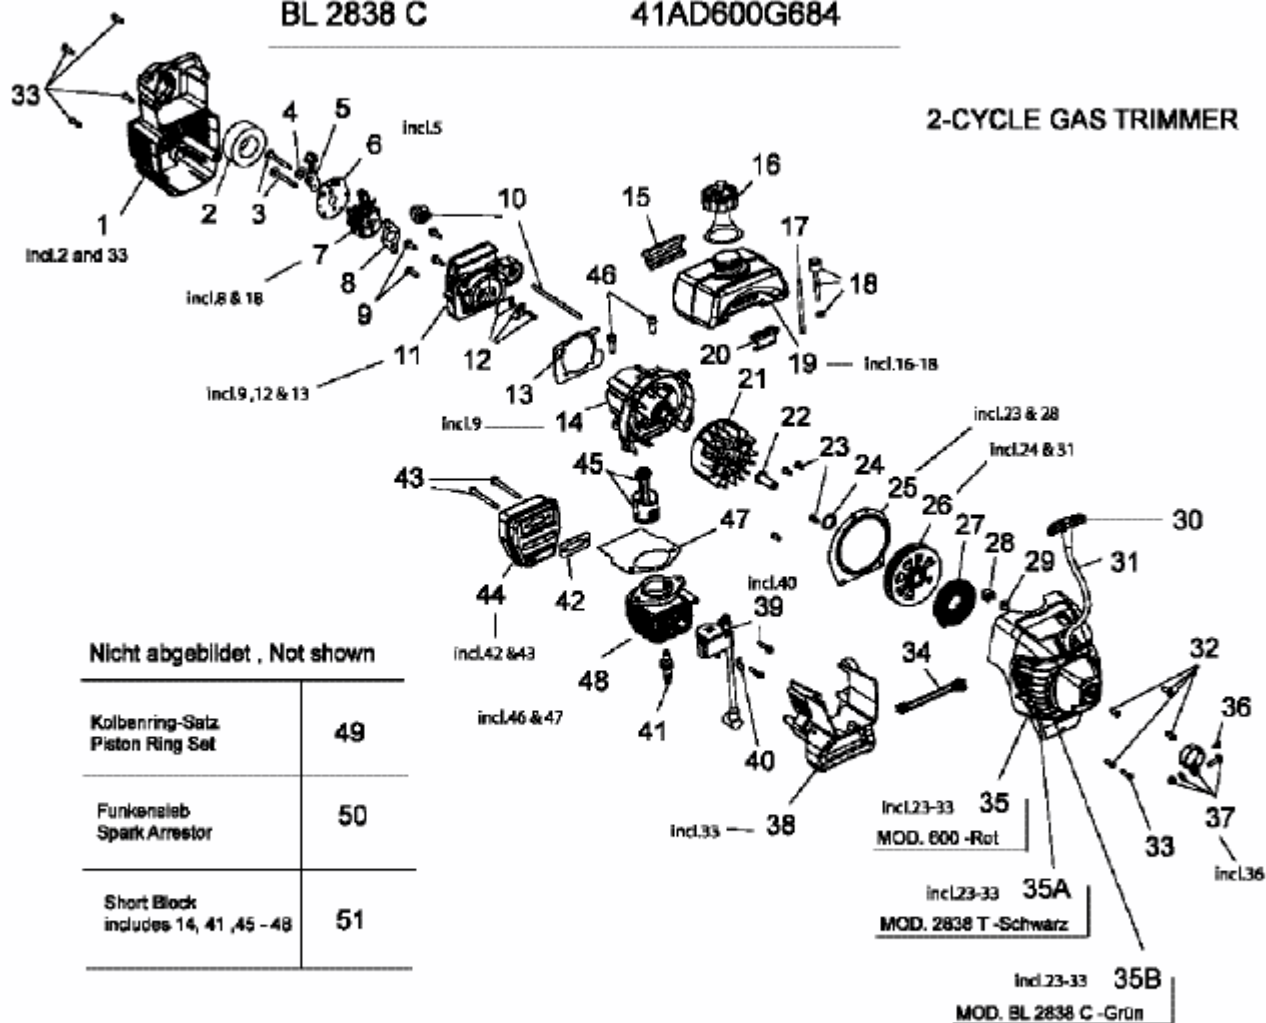 BL 2838 C 41AD600G684
2-CYCLE GAS TRIMMER
33
4
5
incl.5
6
1
2
3
incl.2 and 33
7
8
incl.8 & 18
9
10
11
12
13
incl.9 ,12 & 13
14
incl.9
15
16
17
18
46
19
incl.16-18
20
21
22
23
24
25
incl.23 & 28
26
incl.24 & 31
27
28
29
30
31
43
45
47
44
42
incl.42 &43
48
incl.46 & 47
41
incl.40
39
40
34
32
36
37
incl.36
33
38
incl.33
incl.23-33 35
MOD. 600 -Rot
incl.23-33 35A
MOD. 2838 T -Schwarz
incl.23-33 35B
MOD. BL 2838 C -Grün
Nicht abgebildet , Not shown
Kolbenring-Satz
Piston Ring Set
49
Funkensieb
Spark Arrestor
50
Short Block
includes 14, 41 ,45 - 48
51